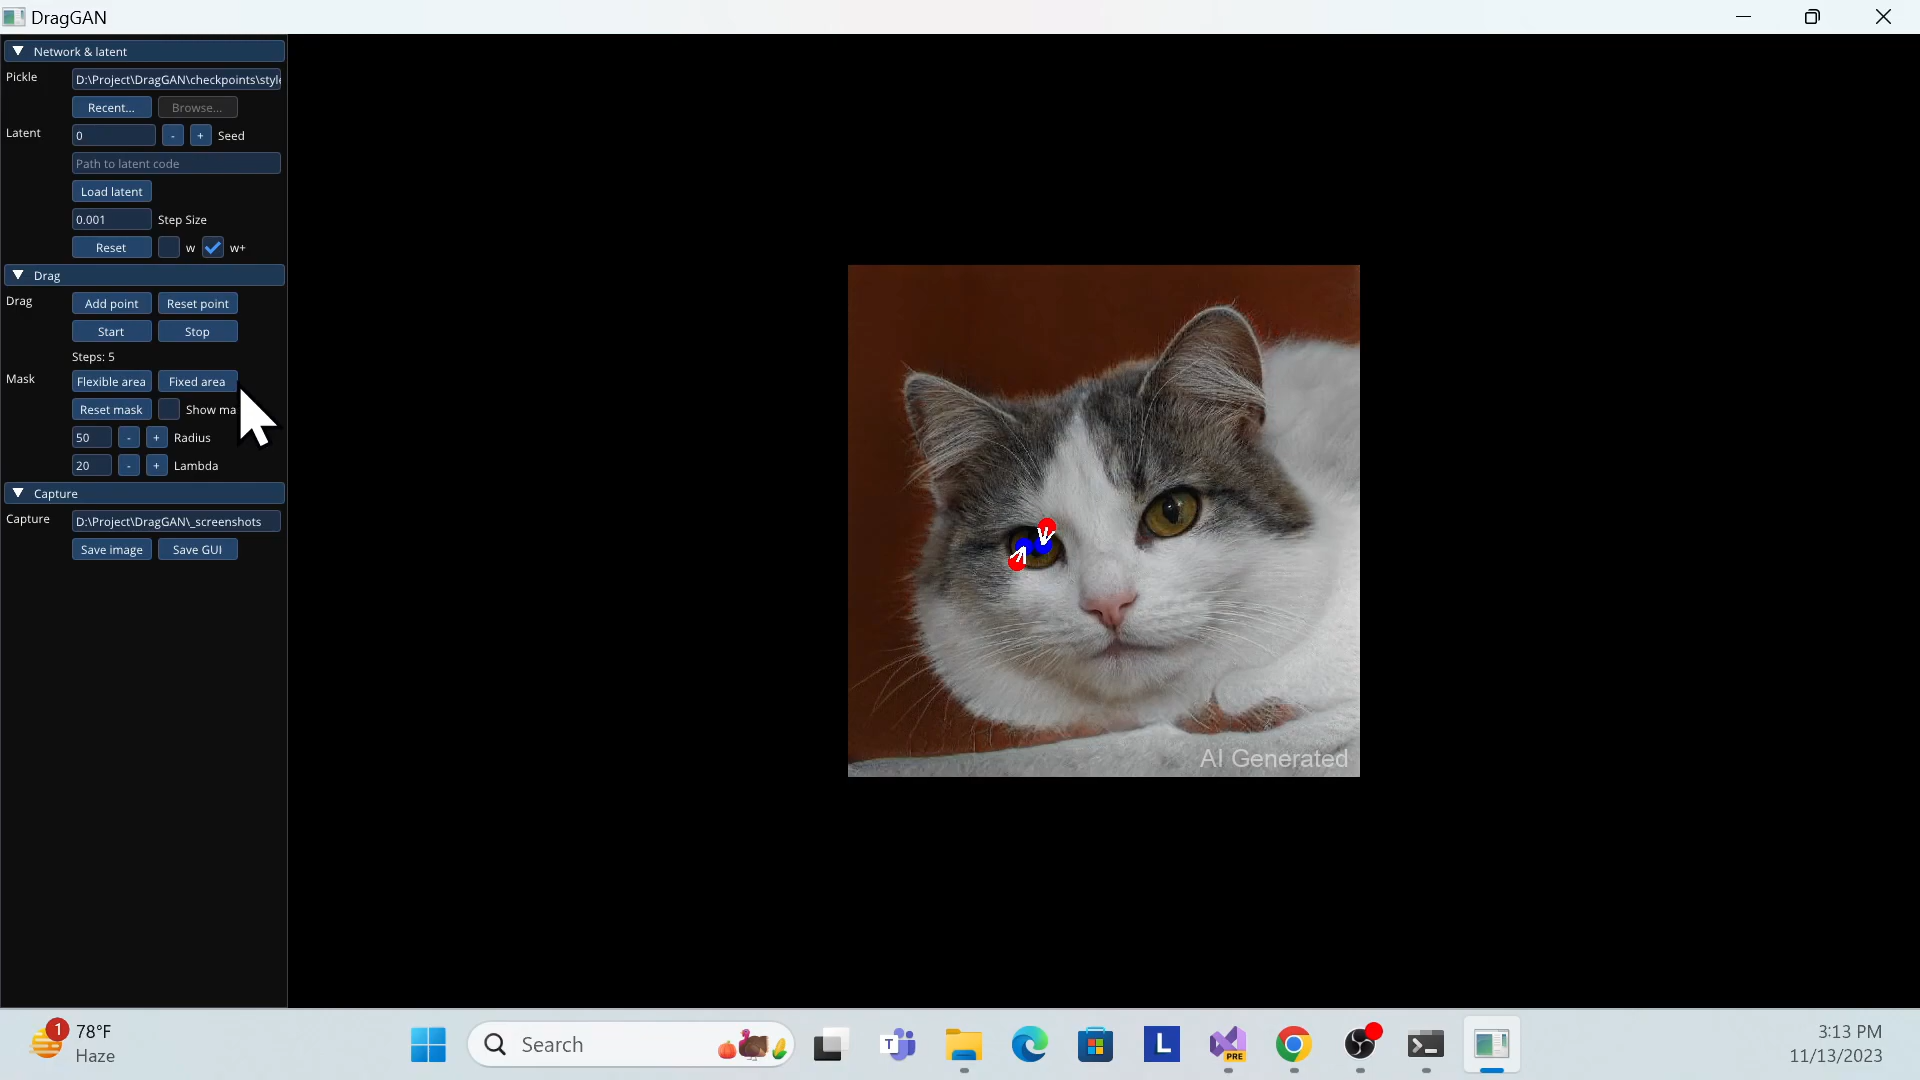 DragGAN
Network & latent
Pickle
D:\Project\DragGAN\checkpoints\style
Recent...
Browse...
Latent
0
-
+
Seed
Path to latent code
Load latent
0.001
Step Size
Reset
w
w+
Drag
Drag
Add point
Reset point
Start
Stop
Steps: 5
Mask
Flexible area
Fixed area
Reset mask
Show ma
50
-
+
Radius
20
-
+
Lambda
Capture
Capture
D:\Project\DragGAN\_screenshots
Save image
Save GUI
AI Generated
1
78°F
Haze
Search
T
L
PRE
3:13 PM
11/13/2023